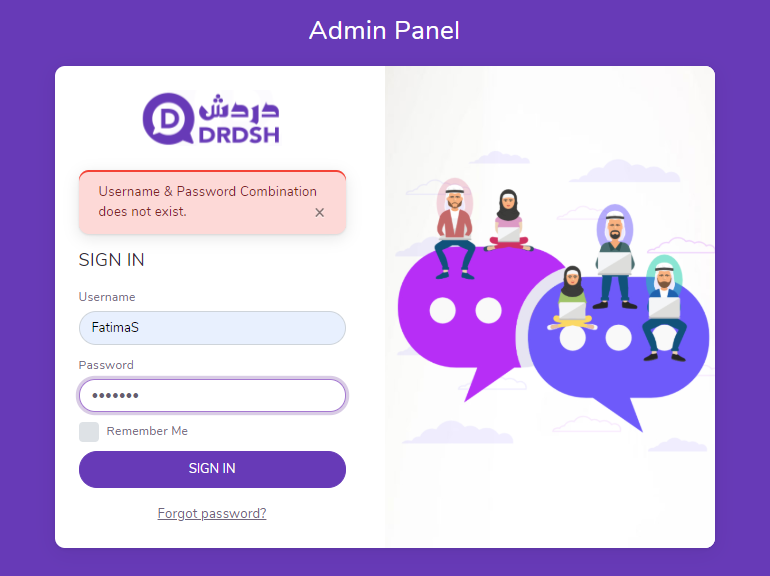 Admin Panel
دردش
DRDSH
Username & Password Combination
does not exist.
×
SIGN IN
Username
FatimaS
Password
•••••••
Remember Me
SIGN IN
Forgot password?